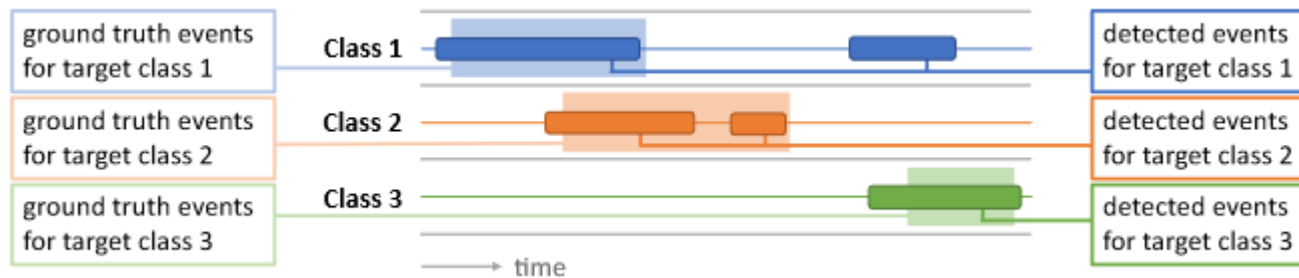 ground truth events
for target class 1
Class 1
detected events
for target class 1
ground truth events
for target class 2
Class 2
detected events
for target class 2
ground truth events
for target class 3
Class 3
detected events
for target class 3
time